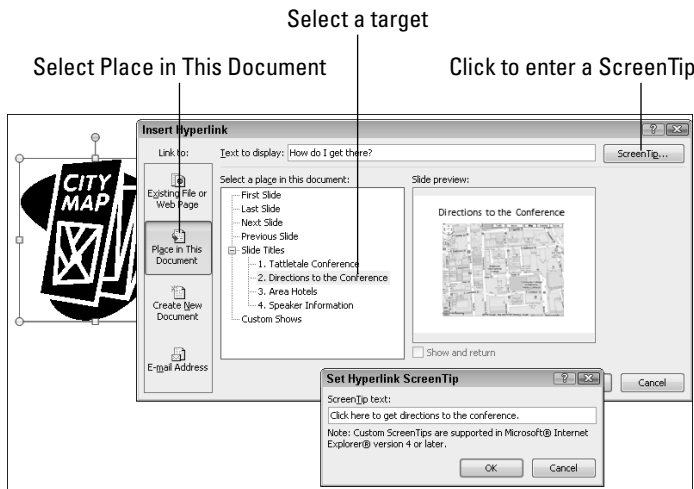 Select a target
Select Place in This Document
Click to enter a ScreenTip
Insert Hyperlink
Link to:
Text to display: How do I get there?
ScreenTip...
Existing File or
Web Page
Place in This
Document
Create New
Document
E-mail Address
Select a place in this document:
First Slide
Last Slide
Next Slide
Previous Slide
Slide Titles
1. Tattletale Conference
2. Directions to the Conference
3. Area Hotels
4. Speaker Information
Custom Shows
Slide preview:
Directions to the Conference
Show and return
Cancel
CITY
MAP
Set Hyperlink ScreenTip
ScreenTip text:
Click here to get directions to the conference.
Note: Custom ScreenTips are supported in Microsoft® Internet
Explorer® version 4 or later.
OK
Cancel